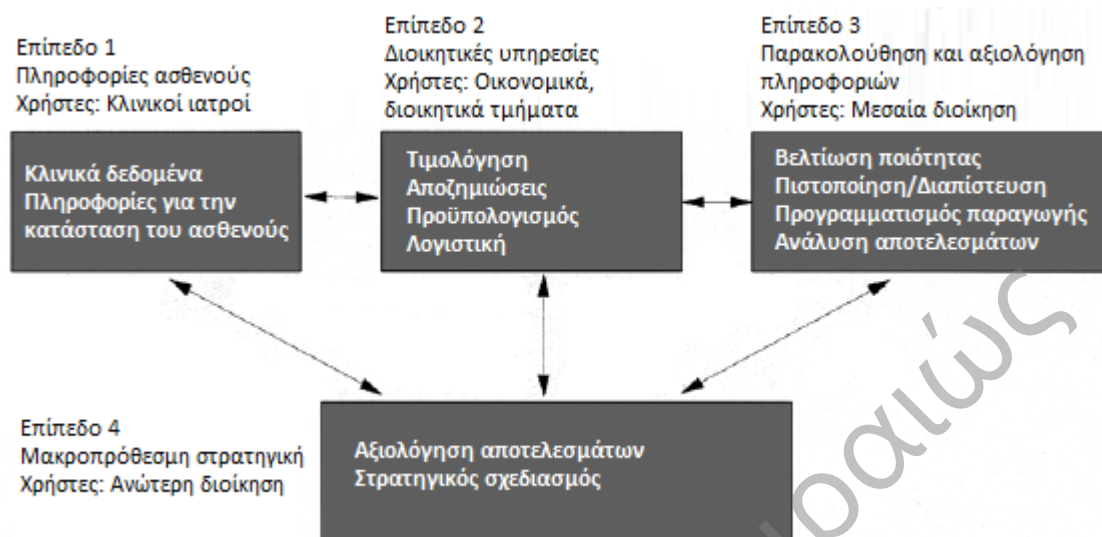 Επίπεδο 1
Πληροφορίες ασθενούς
Χρήστες: Κλινικοί ιατροί
Επίπεδο 2
Διοικητικές υπηρεσίες
Χρήστες: Οικονομικά,
διοικητικά τμήματα
Επίπεδο 3
Παρακολούθηση και αξιολόγηση
πληροφοριών
Χρήστες: Μεσαία διοίκηση
Κλινικά δεδομένα
Πληροφορίες για την
κατάσταση του ασθενούς
Τιμολόγηση
Αποζημιώσεις
Προϋπολογισμός
Λογιστική
Βελτίωση ποιότητας
Πιστοποίηση/Διαπίστευση
Προγραμματισμός παραγωγής
Ανάλυση αποτελεσμάτων
Επίπεδο 4
Μακροπρόθεσμη στρατηγική
Χρήστες: Ανώτερη διοίκηση
Αξιολόγηση αποτελεσμάτων
Στρατηγικός σχεδιασμός